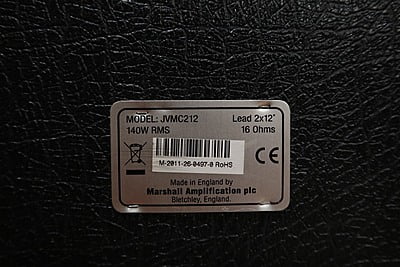 MODEL: JVMC212 Lead 2x12"
140W RMS 16 Ohms
M-2011-26-0497-0 RoHS
CE
Made in England by
Marshall Amplification plc
Bletchley, England.